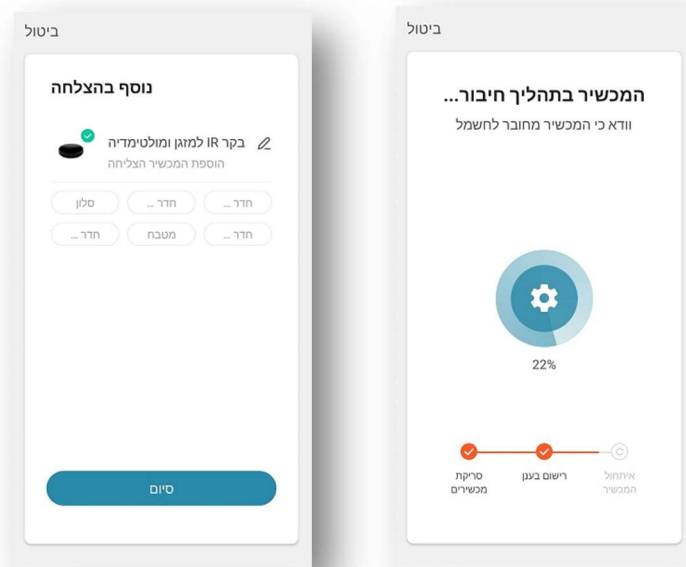 ביטול
נוסף בהצלחה
בקר IR למזגן ומולטימדיה
הוספת המכשיר הצליחה
חדר ...
חדר ...
סלון
חדר ...
מטבח
חדר ...
סיום
ביטול
המכשיר בתהליך חיבור...
וודא כי המכשיר מחובר לחשמל
22%
סריקת
מכשירים
רישום בענן
איתחול
המכשיר